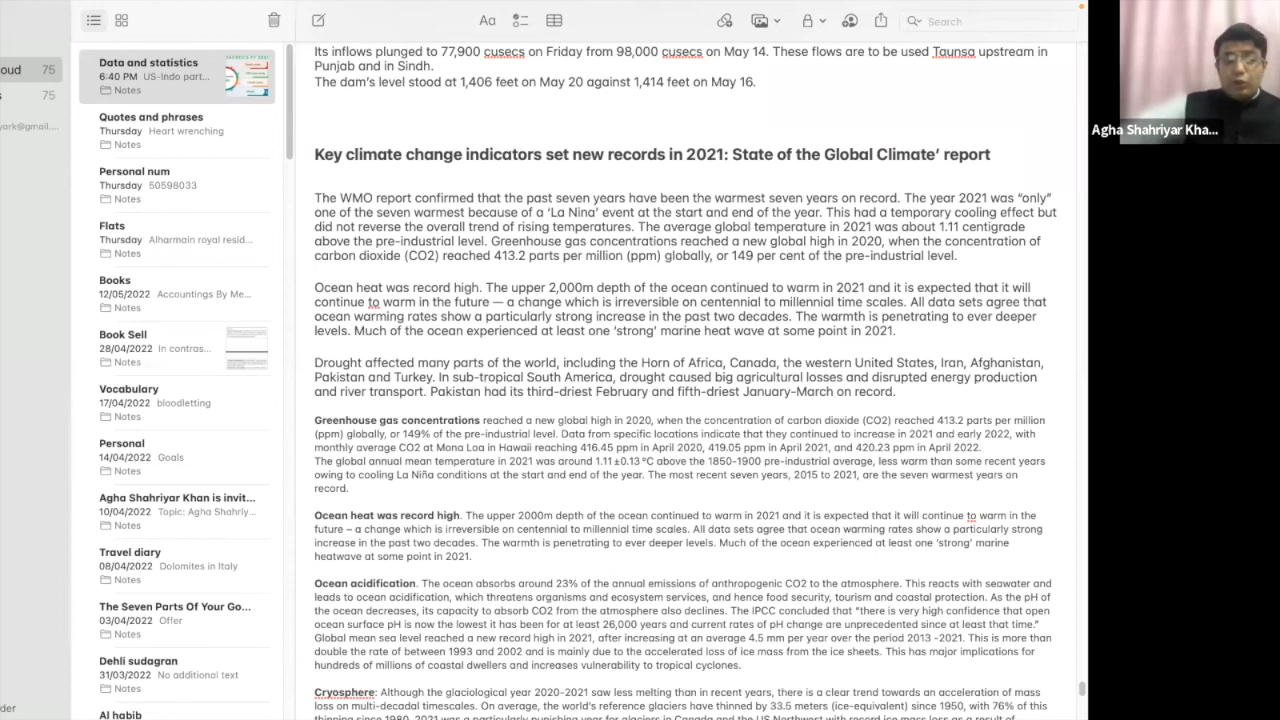 Aa
Search
oud 75
s 75
yark@gmail....
der
Data and statistics
6:40 PM US-Indo part...
Notes
Quotes and phrases
Thursday Heart wrenching
Notes
Personal num
Thursday 50598033
Notes
Flats
Thursday Alharmain royal resid...
Notes
Books
12/05/2022 Accountings By Me...
Notes
Book Sell
28/04/2022 In contras...
Notes
Vocabulary
17/04/2022 bloodletting
Notes
Personal
14/04/2022 Goals
Notes
Agha Shahriyar Khan is invit...
10/04/2022 Topic: Agha Shahriy...
Notes
Travel diary
08/04/2022 Dolomites in Italy
Notes
The Seven Parts Of Your Go...
03/04/2022 Offer
Notes
Dehli sudagran
31/03/2022 No additional text
Notes
Al habib
Its inflows plunged to 77,900 cusecs on Friday from 98,000 cusecs on May 14. These flows are to be used Taunsa upstream in
Punjab and in Sindh.
The dam's level stood at 1,406 feet on May 20 against 1,414 feet on May 16.
Key climate change indicators set new records in 2021: State of the Global Climate' report
The WMO report confirmed that the past seven years have been the warmest seven years on record. The year 2021 was “only”
one of the seven warmest because of a ‘La Nina’ event at the start and end of the year. This had a temporary cooling effect but
did not reverse the overall trend of rising temperatures. The average global temperature in 2021 was about 1.11 centigrade
above the pre-industrial level. Greenhouse gas concentrations reached a new global high in 2020, when the concentration of
carbon dioxide (CO2) reached 413.2 parts per million (ppm) globally, or 149 per cent of the pre-industrial level.
Ocean heat was record high. The upper 2,000m depth of the ocean continued to warm in 2021 and it is expected that it will
continue to warm in the future — a change which is irreversible on centennial to millennial time scales. All data sets agree that
ocean warming rates show a particularly strong increase in the past two decades. The warmth is penetrating to ever deeper
levels. Much of the ocean experienced at least one ‘strong’ marine heat wave at some point in 2021.
Drought affected many parts of the world, including the Horn of Africa, Canada, the western United States, Iran, Afghanistan,
Pakistan and Turkey. In sub-tropical South America, drought caused big agricultural losses and disrupted energy production
and river transport. Pakistan had its third-driest February and fifth-driest January-March on record.
Greenhouse gas concentrations reached a new global high in 2020, when the concentration of carbon dioxide (CO2) reached 413.2 parts per million
(ppm) globally, or 149% of the pre-industrial level. Data from specific locations indicate that they continued to increase in 2021 and early 2022, with
monthly average CO2 at Mona Loa in Hawaii reaching 416.45 ppm in April 2020, 419.05 ppm in April 2021, and 420.23 ppm in April 2022.
The global annual mean temperature in 2021 was around 1.11 ±0.13 °C above the 1850-1900 pre-industrial average, less warm than some recent years
owing to cooling La Niña conditions at the start and end of the year. The most recent seven years, 2015 to 2021, are the seven warmest years on
record.
Ocean heat was record high. The upper 2000m depth of the ocean continued to warm in 2021 and it is expected that it will continue to warm in the
future – a change which is irreversible on centennial to millennial time scales. All data sets agree that ocean warming rates show a particularly strong
increase in the past two decades. The warmth is penetrating to ever deeper levels. Much of the ocean experienced at least one ‘strong’ marine
heatwave at some point in 2021.
Ocean acidification. The ocean absorbs around 23% of the annual emissions of anthropogenic CO2 to the atmosphere. This reacts with seawater and
leads to ocean acidification, which threatens organisms and ecosystem services, and hence food security, tourism and coastal protection. As the pH of
the ocean decreases, its capacity to absorb CO2 from the atmosphere also declines. The IPCC concluded that “there is very high confidence that open
ocean surface pH is now the lowest it has been for at least 26,000 years and current rates of pH change are unprecedented since at least that time.”
Global mean sea level reached a new record high in 2021, after increasing at an average 4.5 mm per year over the period 2013 -2021. This is more than
double the rate of between 1993 and 2002 and is mainly due to the accelerated loss of ice mass from the ice sheets. This has major implications for
hundreds of millions of coastal dwellers and increases vulnerability to tropical cyclones.
Cryosphere: Although the glaciological year 2020-2021 saw less melting than in recent years, there is a clear trend towards an acceleration of mass
loss on multi-decadal timescales. On average, the world's reference glaciers have thinned by 33.5 meters (ice-equivalent) since 1950, with 76% of this
thinning since 1980. 2021 was a particularly punishing year for glaciers in Canada and the US Northwest with record ice mass loss as a result of
Agha Shahriyar Kha...